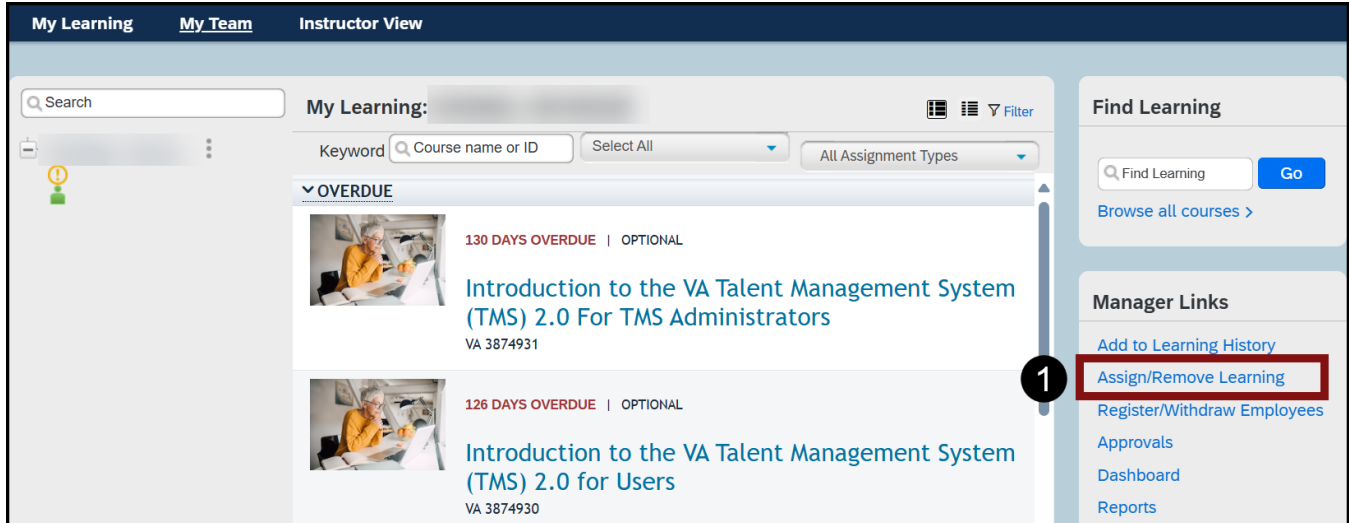 My Learning My Team Instructor View
Search
My Learning:
Filter
Keyword Course name or ID Select All All Assignment Types
OVERDUE
130 DAYS OVERDUE | OPTIONAL
Introduction to the VA Talent Management System
(TMS) 2.0 For TMS Administrators
VA 3874931
126 DAYS OVERDUE | OPTIONAL
Introduction to the VA Talent Management System
(TMS) 2.0 for Users
VA 3874930
Find Learning
Find Learning Go
Browse all courses >
Manager Links
Add to Learning History
1 Assign/Remove Learning
Register/Withdraw Employees
Approvals
Dashboard
Reports